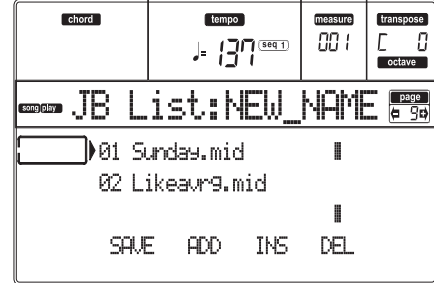 chord tempo measure transpose
♩= 137 seq 1 001 C 0
octave
song play JB List:NEW_NAME page 9
01 Sunday.mid
02 Likeavrg.mid
SAVE ADD INS DEL